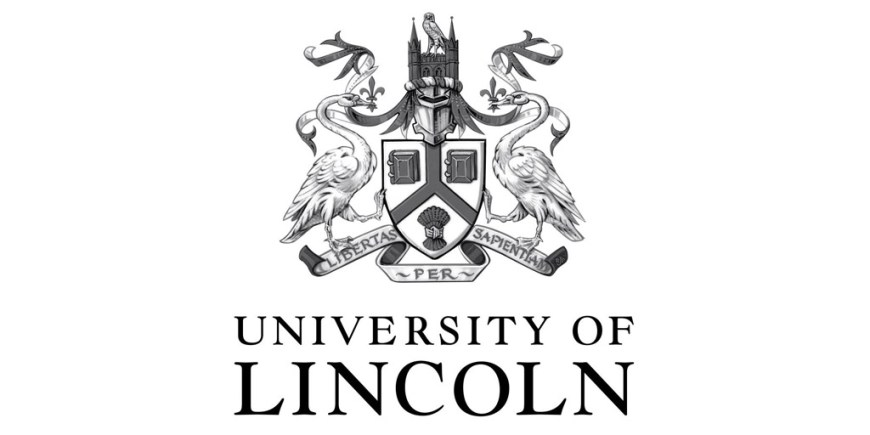 LIBERTAS PER SAPIENTIAM
UNIVERSITY OF
LINCOLN